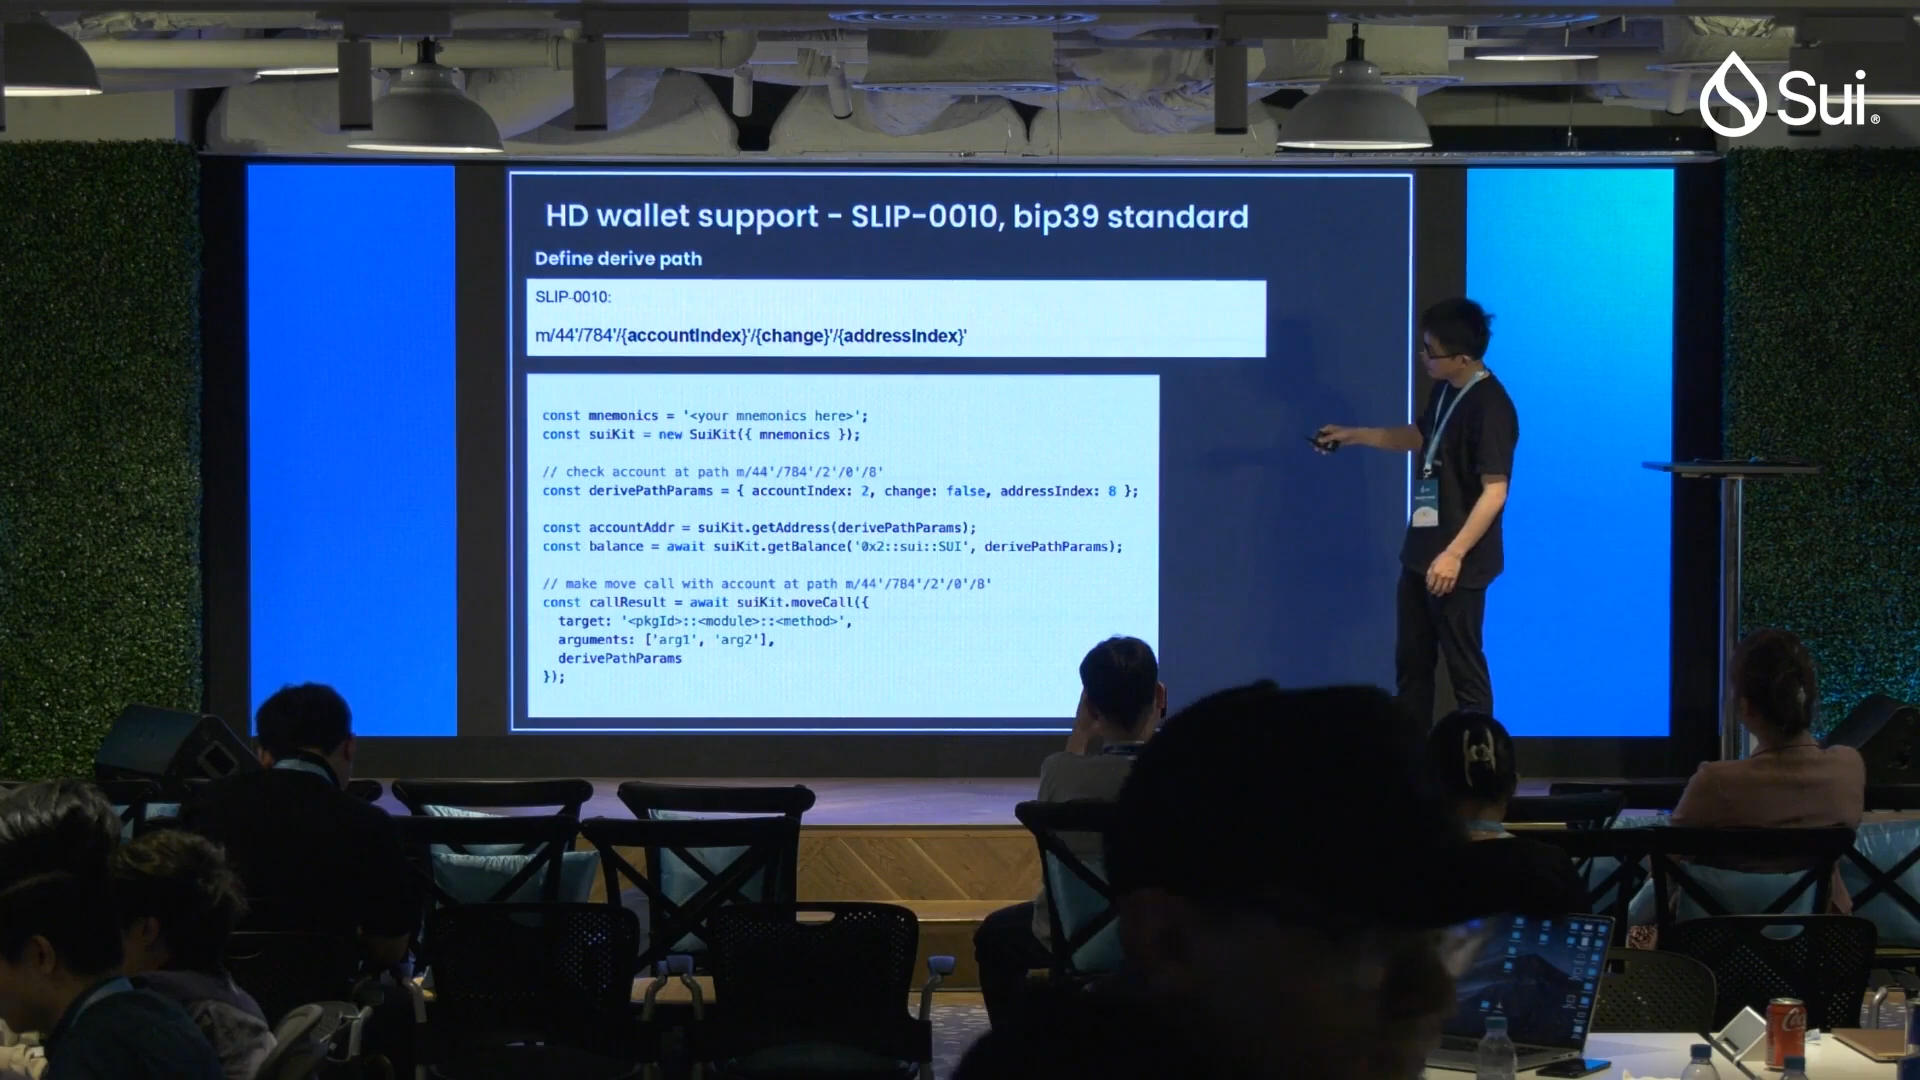 Sui®
HD wallet support - SLIP-0010, bip39 standard
Define derive path
SLIP-0010:
m/44'/784'/{accountIndex}'/{change}'/{addressIndex}'
const mnemonics = '<your mnemonics here>';
const suiKit = new SuiKit({ mnemonics });
// check account at path m/44'/784'/2'/0'/8'
const derivePathParams = { accountIndex: 2, change: false, addressIndex: 8 };
const accountAddr = suiKit.getAddress(derivePathParams);
const balance = await suiKit.getBalance('0x2::sui::SUI', derivePathParams);
// make move call with account at path m/44'/784'/2'/0'/8'
const callResult = await suiKit.moveCall({
target: '<pkgId>::<module>::<method>',
arguments: ['arg1', 'arg2'],
derivePathParams
});